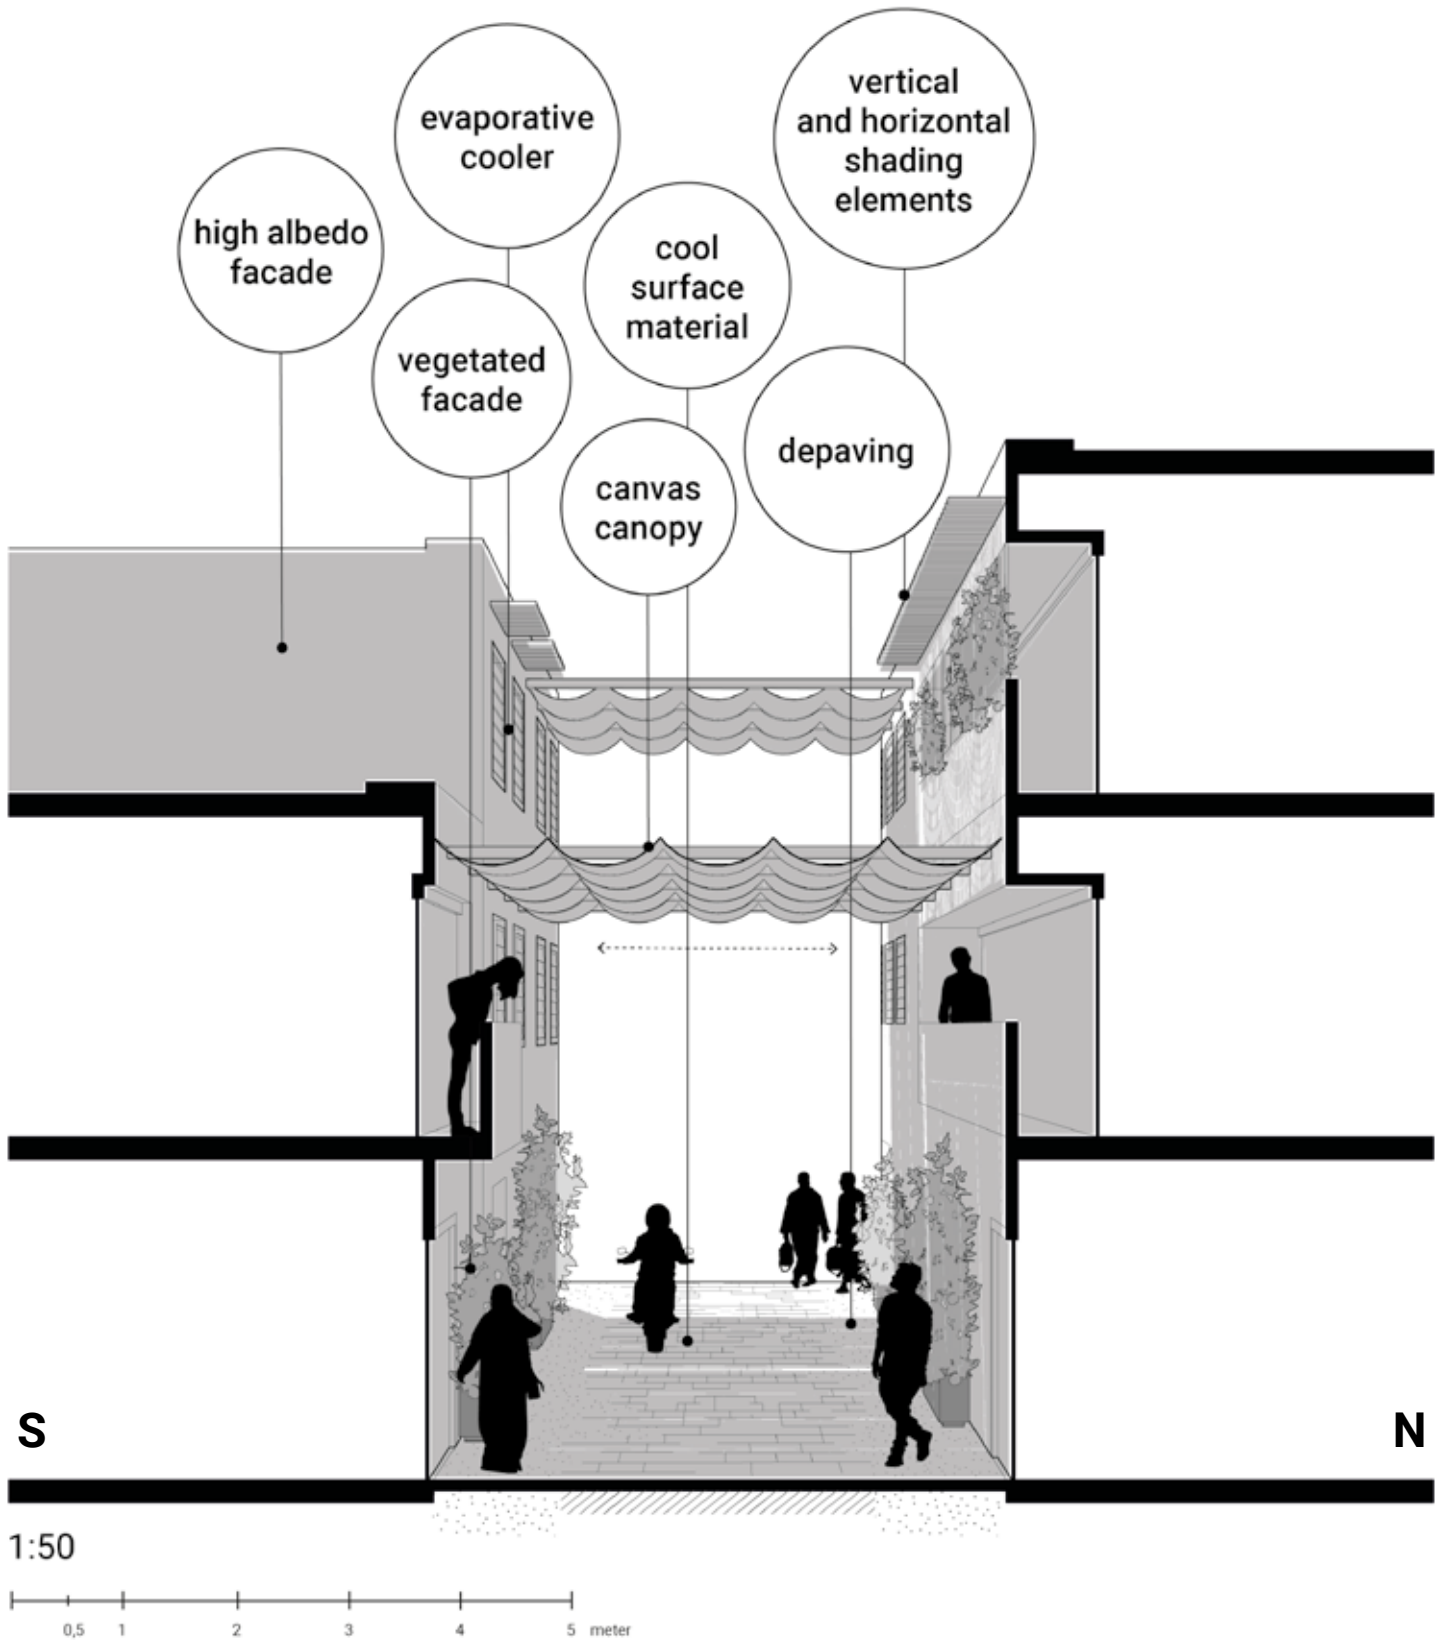 vertical
and horizontal
shading
elements
evaporative
cooler
high albedo
facade
cool
surface
material
vegetated
facade
depaving
canvas
canopy
S
N
1:50
0,5 1 2 3 4 5 meter